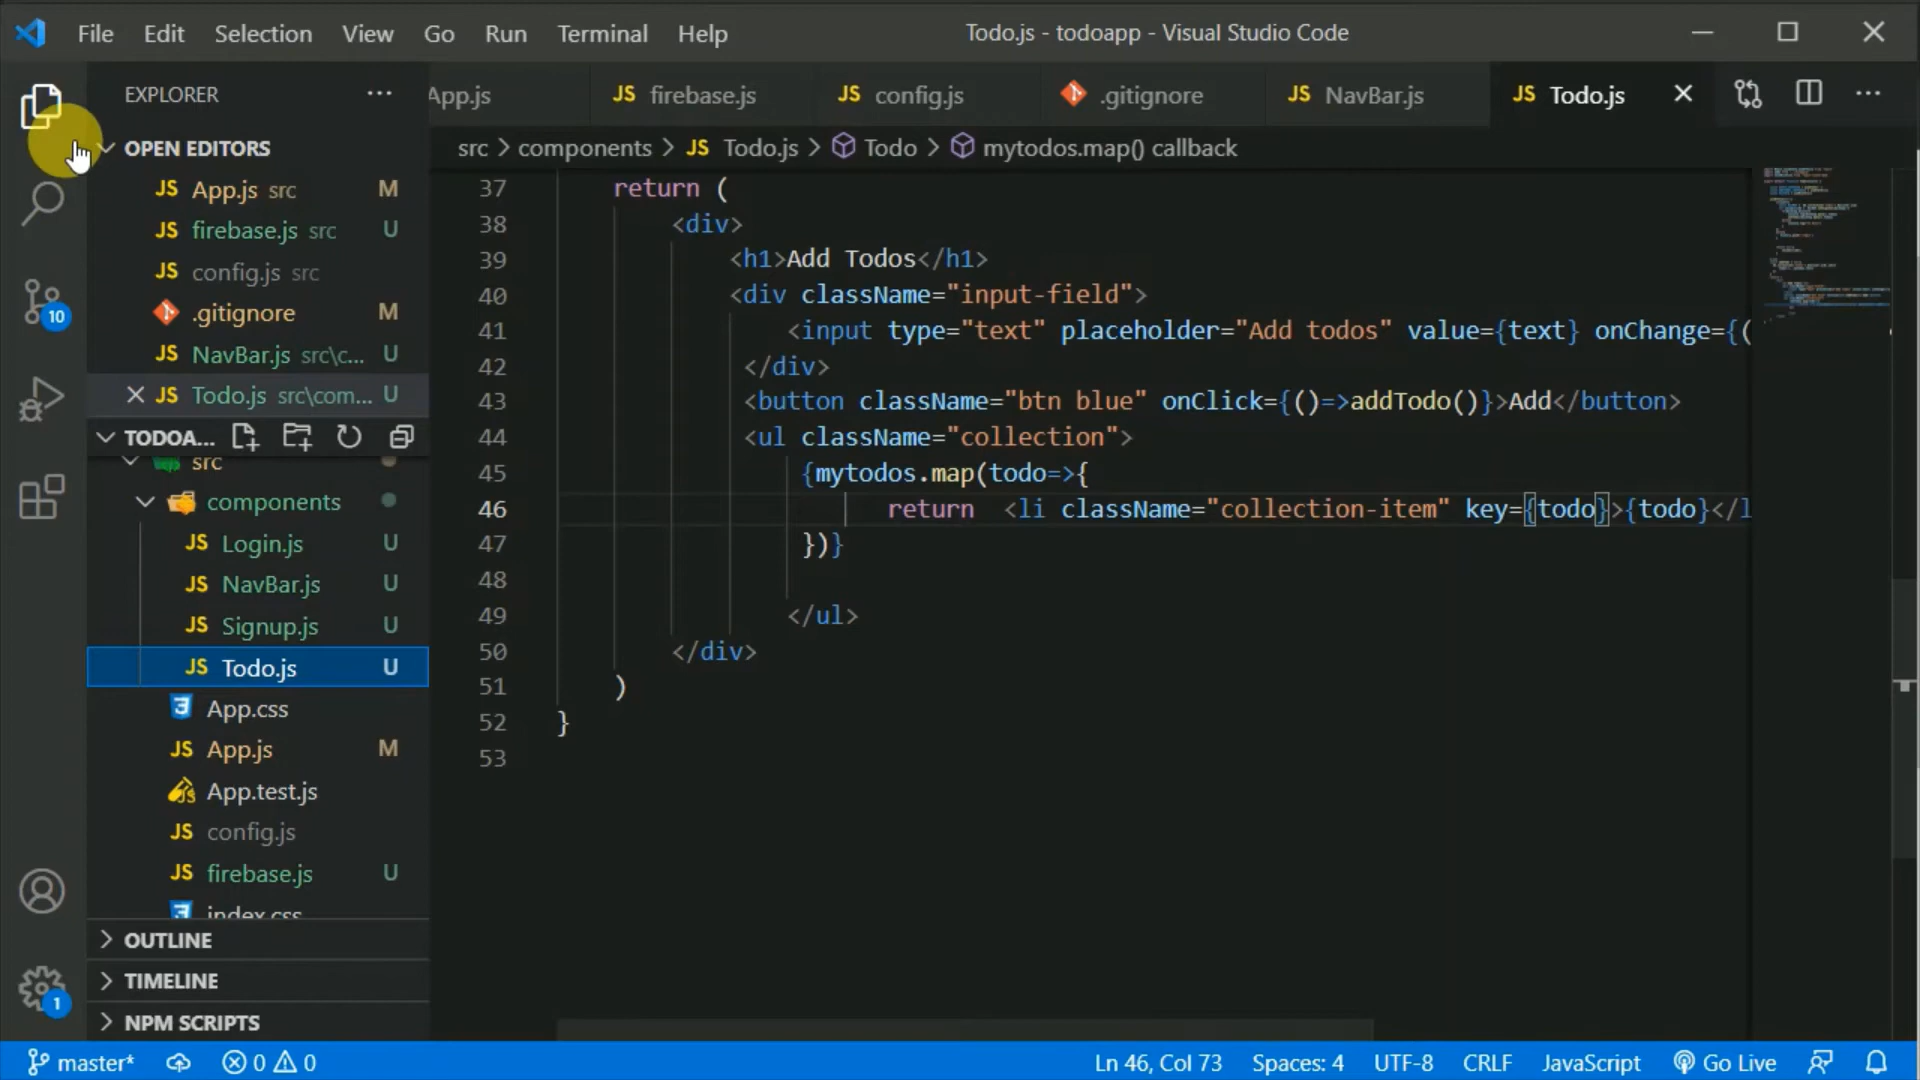 File Edit Selection View Go Run Terminal Help Todo.js - todoapp - Visual Studio Code
EXPLORER
App.js JS firebase.js JS config.js .gitignore JS NavBar.js JS Todo.js
OPEN EDITORS
src > components > JS Todo.js > Todo > mytodos.map() callback
JS App.js src M
JS firebase.js src U
JS config.js src
.gitignore M
JS NavBar.js src\c... U
JS Todo.js src\com... U
TODOA...
src
components
JS Login.js U
JS NavBar.js U
JS Signup.js U
JS Todo.js U
App.css
JS App.js M
App.test.js
JS config.js
JS firebase.js U
index.css
OUTLINE
TIMELINE
NPM SCRIPTS
10
1
37 return (
38 <div>
39 <h1>Add Todos</h1>
40 <div className="input-field">
41 <input type="text" placeholder="Add todos" value={text} onChange={(
42 </div>
43 <button className="btn blue" onClick={()=>addTodo()}>Add</button>
44 <ul className="collection">
45 {mytodos.map(todo=>{
46 return <li className="collection-item" key={todo}>{todo}</l
47 })}
48
49 </ul>
50 </div>
51 )
52 }
53
master* 0 0 Ln 46, Col 73 Spaces: 4 UTF-8 CRLF JavaScript Go Live